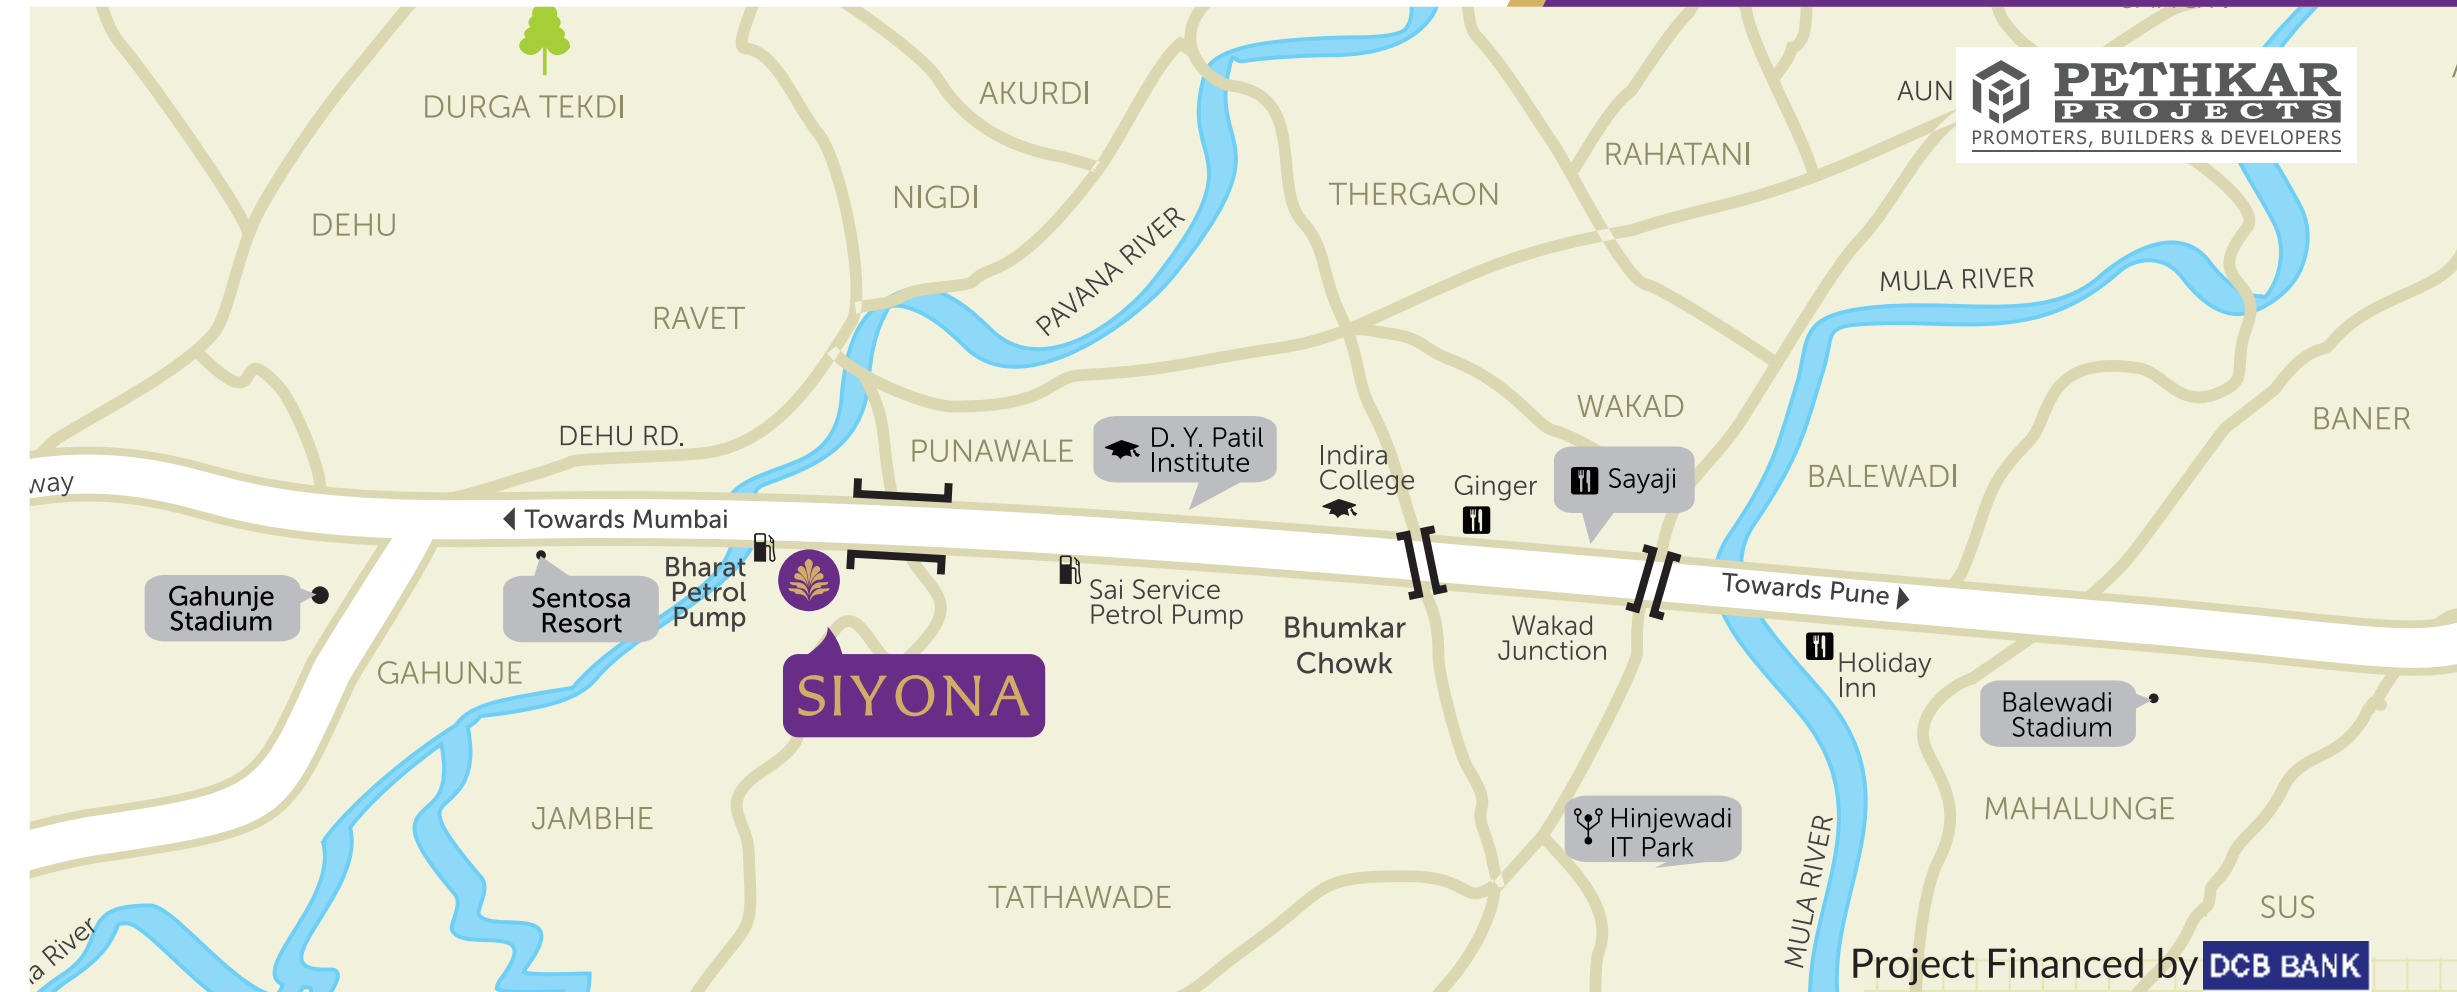 DURGA TEKDI
AKURDI
AUN
PETHKAR
PROJECTS
PROMOTERS, BUILDERS & DEVELOPERS
RAHATANI
NIGDI
THERGAON
DEHU
PAVANA RIVER
MULA RIVER
RAVET
WAKAD
BANER
DEHU RD.
PUNAWALE
D. Y. Patil
Institute
Indira
College
Ginger
Sayaji
BALEWADI
way
Towards Mumbai
Bharat
Petrol
Pump
Sai Service
Petrol Pump
Towards Pune
Gahunje
Stadium
Sentosa
Resort
Bhumkar
Chowk
Wakad
Junction
Holiday
Inn
GAHUNJE
SIYONA
Balewadi
Stadium
JAMBHE
Hinjewadi
IT Park
MAHALUNGE
MULA RIVER
TATHAWADE
SUS
a River
Project Financed by DCB BANK